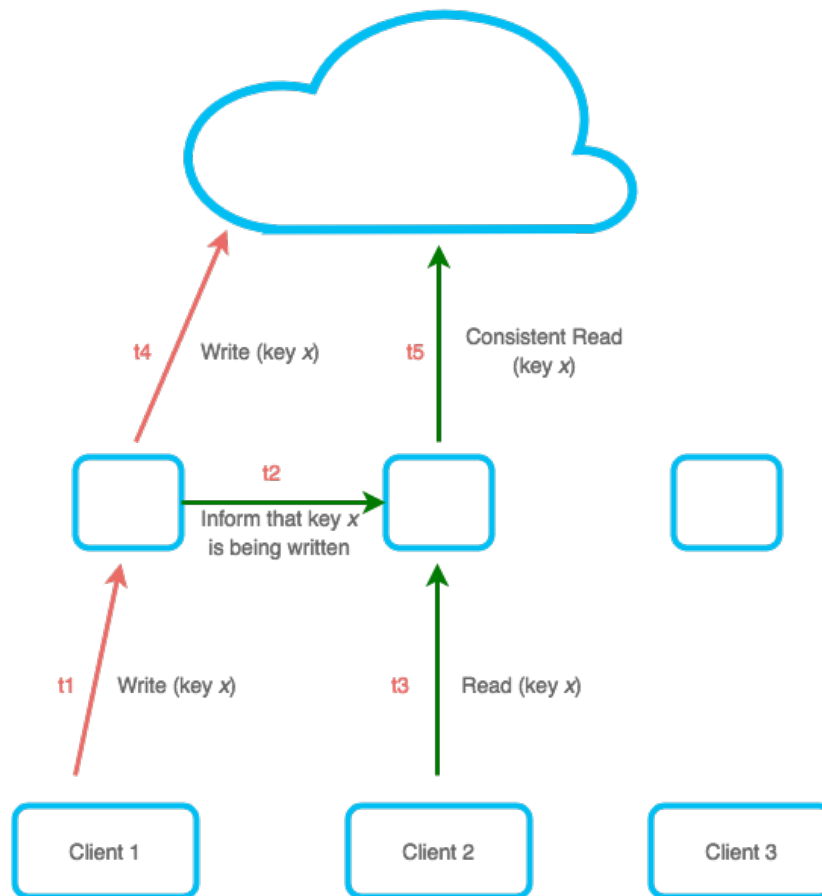 t4
Write (key x)
t5
Consistent Read
(key x)
t2
Inform that key x
is being written
t1
Write (key x)
t3
Read (key x)
Client 1
Client 2
Client 3